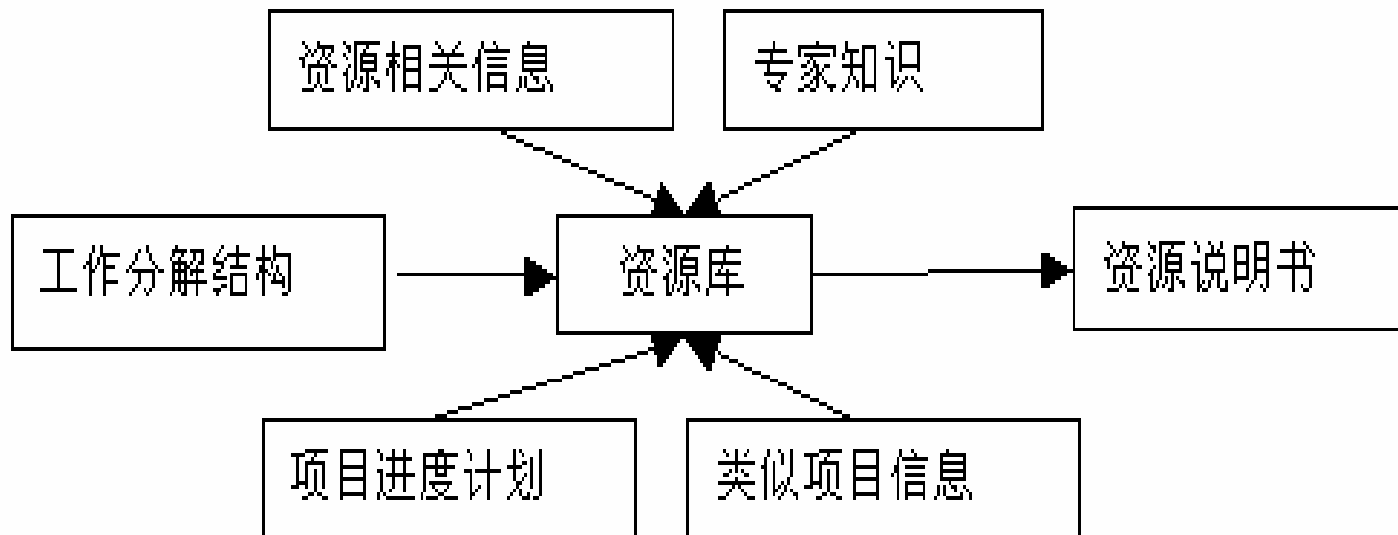 资源相关信息
专家知识
工作分解结构
资源库
资源说明书
项目进度计划
类似项目信息